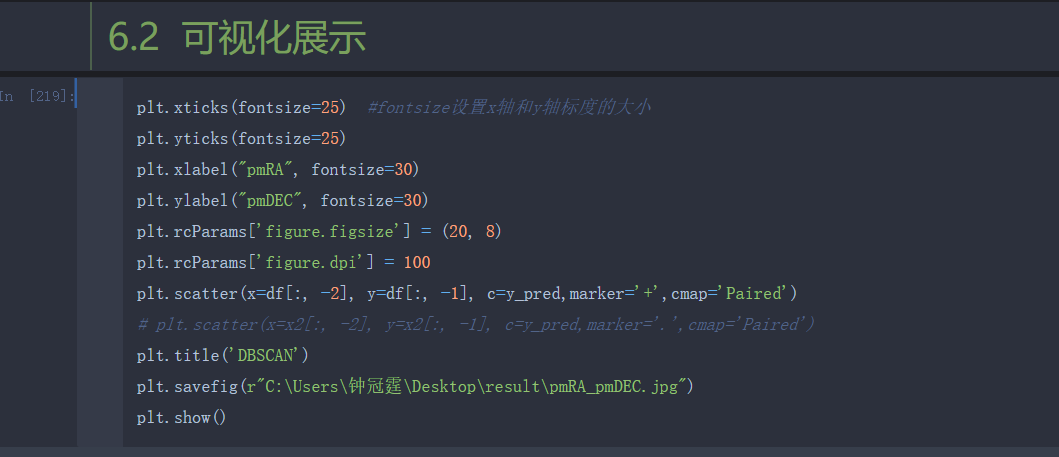 6.2 可视化展示
In [219]:
plt.xticks(fontsize=25)  #fontsize设置x轴和y轴标度的大小
plt.yticks(fontsize=25)
plt.xlabel("pmRA", fontsize=30)
plt.ylabel("pmDEC", fontsize=30)
plt.rcParams['figure.figsize'] = (20, 8)
plt.rcParams['figure.dpi'] = 100
plt.scatter(x=df[:, -2], y=df[:, -1], c=y_pred,marker='+',cmap='Paired')
# plt.scatter(x=x2[:, -2], y=x2[:, -1], c=y_pred,marker='.',cmap='Paired')
plt.title('DBSCAN')
plt.savefig(r"C:\Users\钟冠霆\Desktop\result\pmRA_pmDEC.jpg")
plt.show()